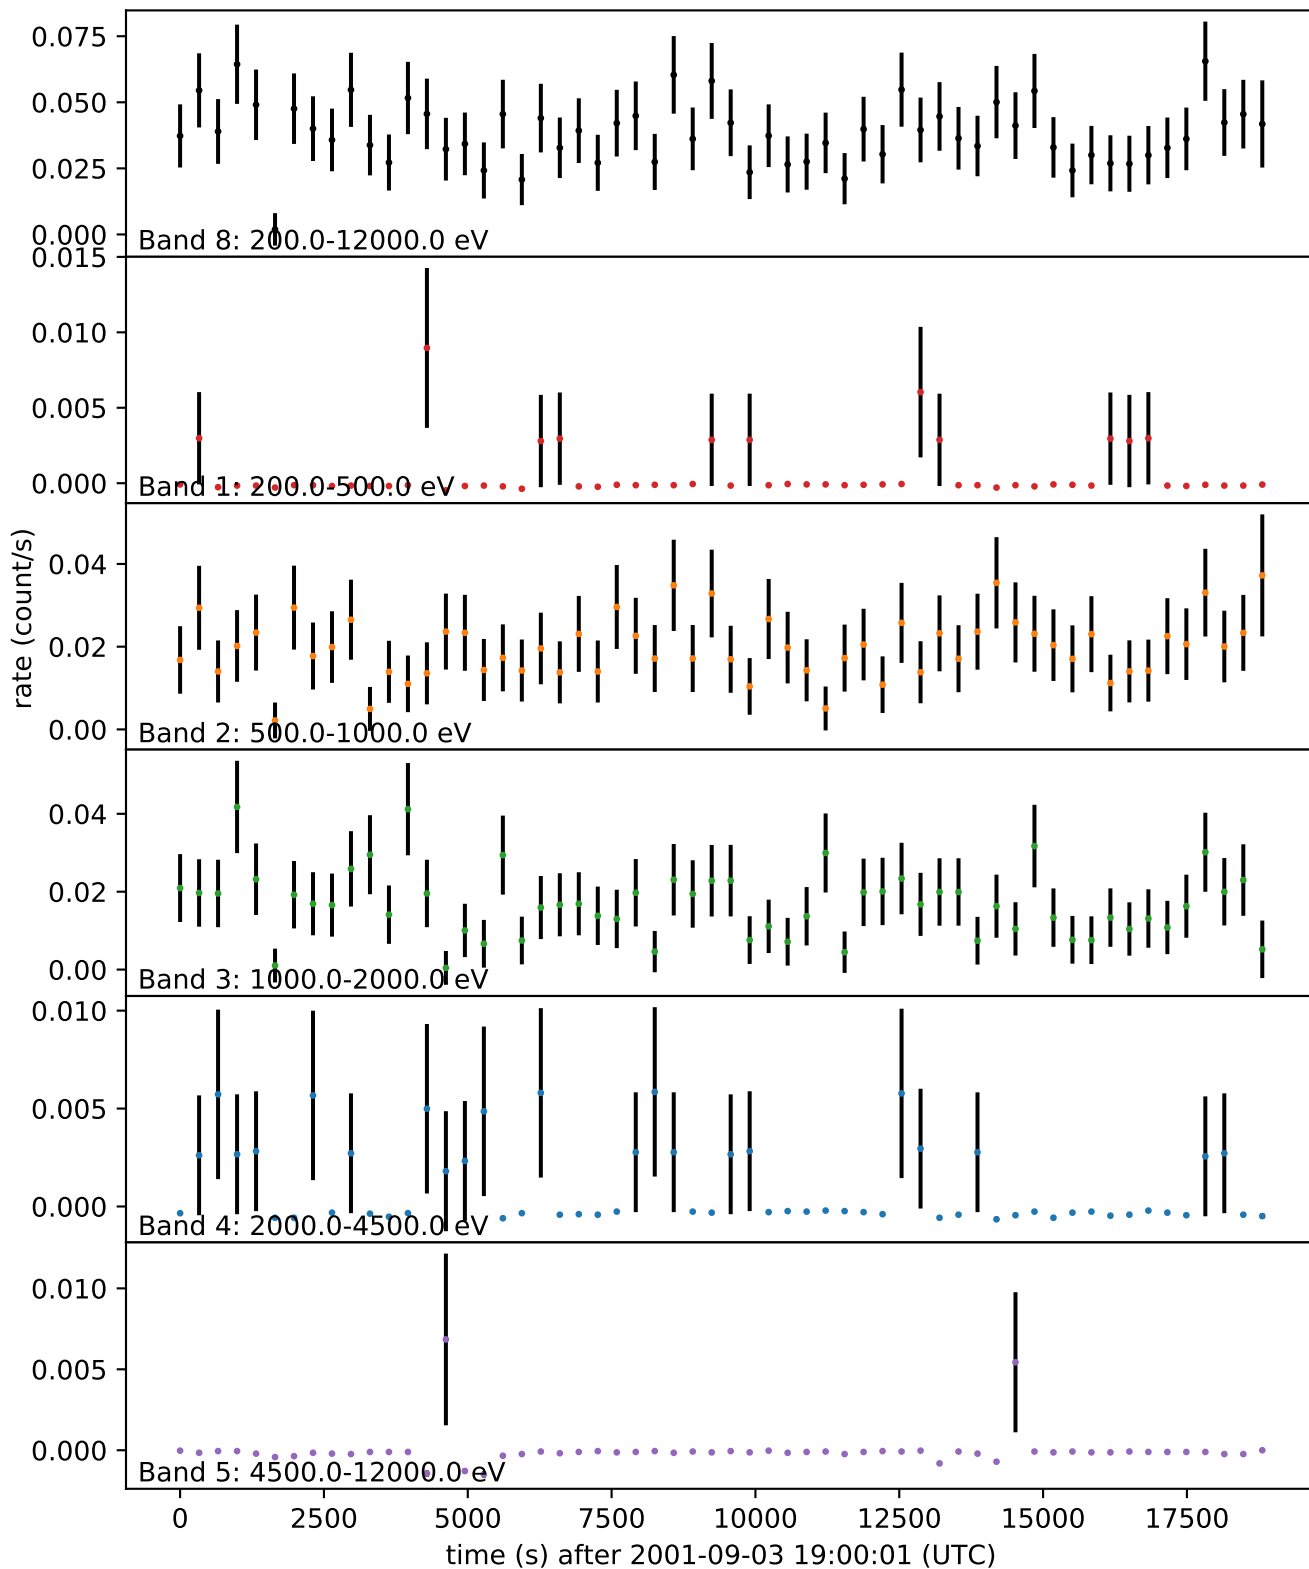 0.075
0.050
0.025
0.000
Band 8: 200.0-12000.0 eV
0.015
0.010
0.005
0.000
Band 1: 200.0-500.0 eV
rate (count/s)
0.04
0.02
0.00
Band 2: 500.0-1000.0 eV
0.04
0.02
0.00
Band 3: 1000.0-2000.0 eV
0.010
0.005
0.000
Band 4: 2000.0-4500.0 eV
0.010
0.005
0.000
Band 5: 4500.0-12000.0 eV
0 2500 5000 7500 10000 12500 15000 17500
time (s) after 2001-09-03 19:00:01 (UTC)